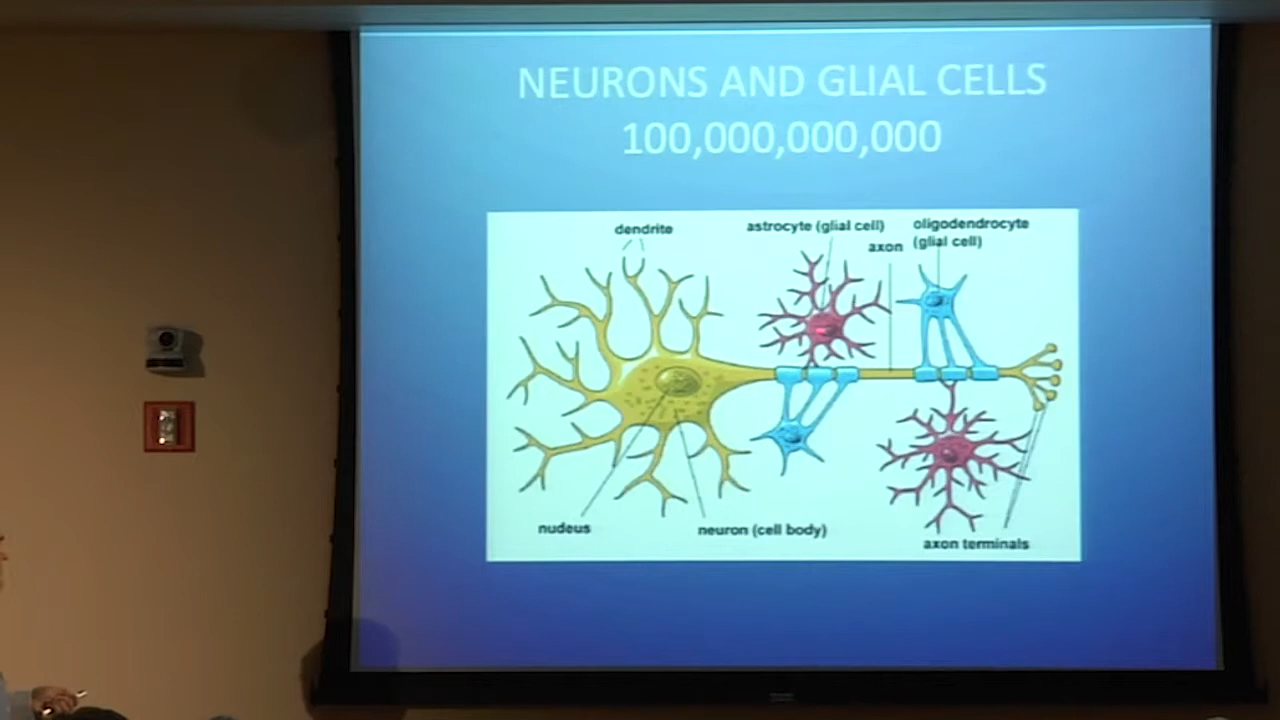 NEURONS AND GLIAL CELLS
100,000,000,000
dendrite
astrocyte (glial cell)
oligodendrocyte
(glial cell)
axon
nudeus
neuron (cell body)
axon terminals